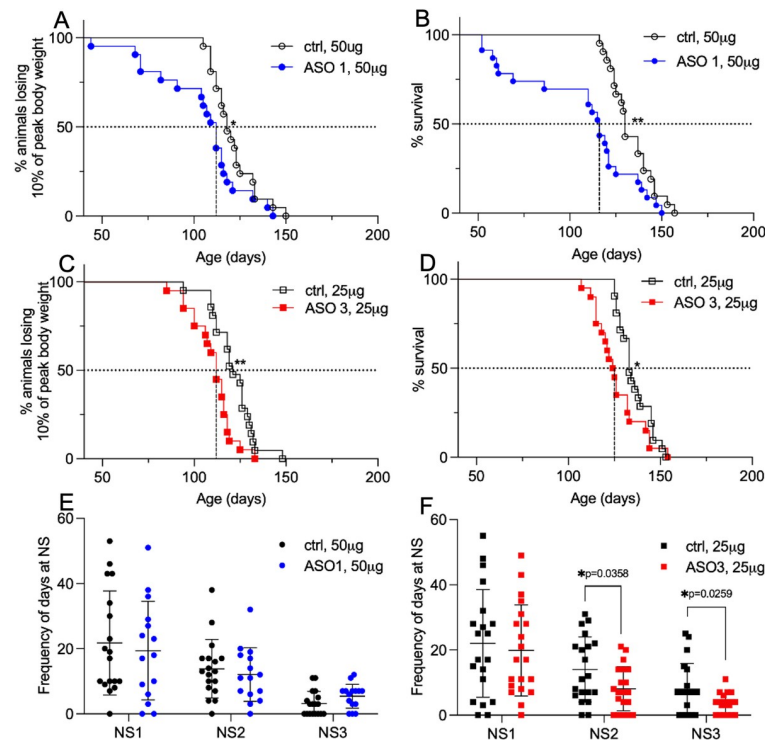 A
% animals losing
10% of peak body weight
ctrl, 50ug
ASO 1, 50μg
*
100
50
0
50
100
150
200
Age (days)
B
% survival
ctrl, 50μg
ASO 1, 50μg
**
100
50
0
50
100
150
200
Age (days)
C
% animals losing
10% of peak body weight
ctrl, 25μg
ASO 3, 25μg
**
100
50
0
50
100
150
200
Age (days)
D
% survival
ctrl, 25μg
ASO 3, 25μg
*
100
50
0
50
100
150
200
Age (days)
E
Frequency of days at NS
ctrl, 50μg
ASO1, 50μg
60
40
20
0
NS1
NS2
NS3
F
Frequency of days at NS
ctrl, 25μg
ASO3, 25μg
*p=0.0358
*p=0.0259
60
40
20
0
NS1
NS2
NS3